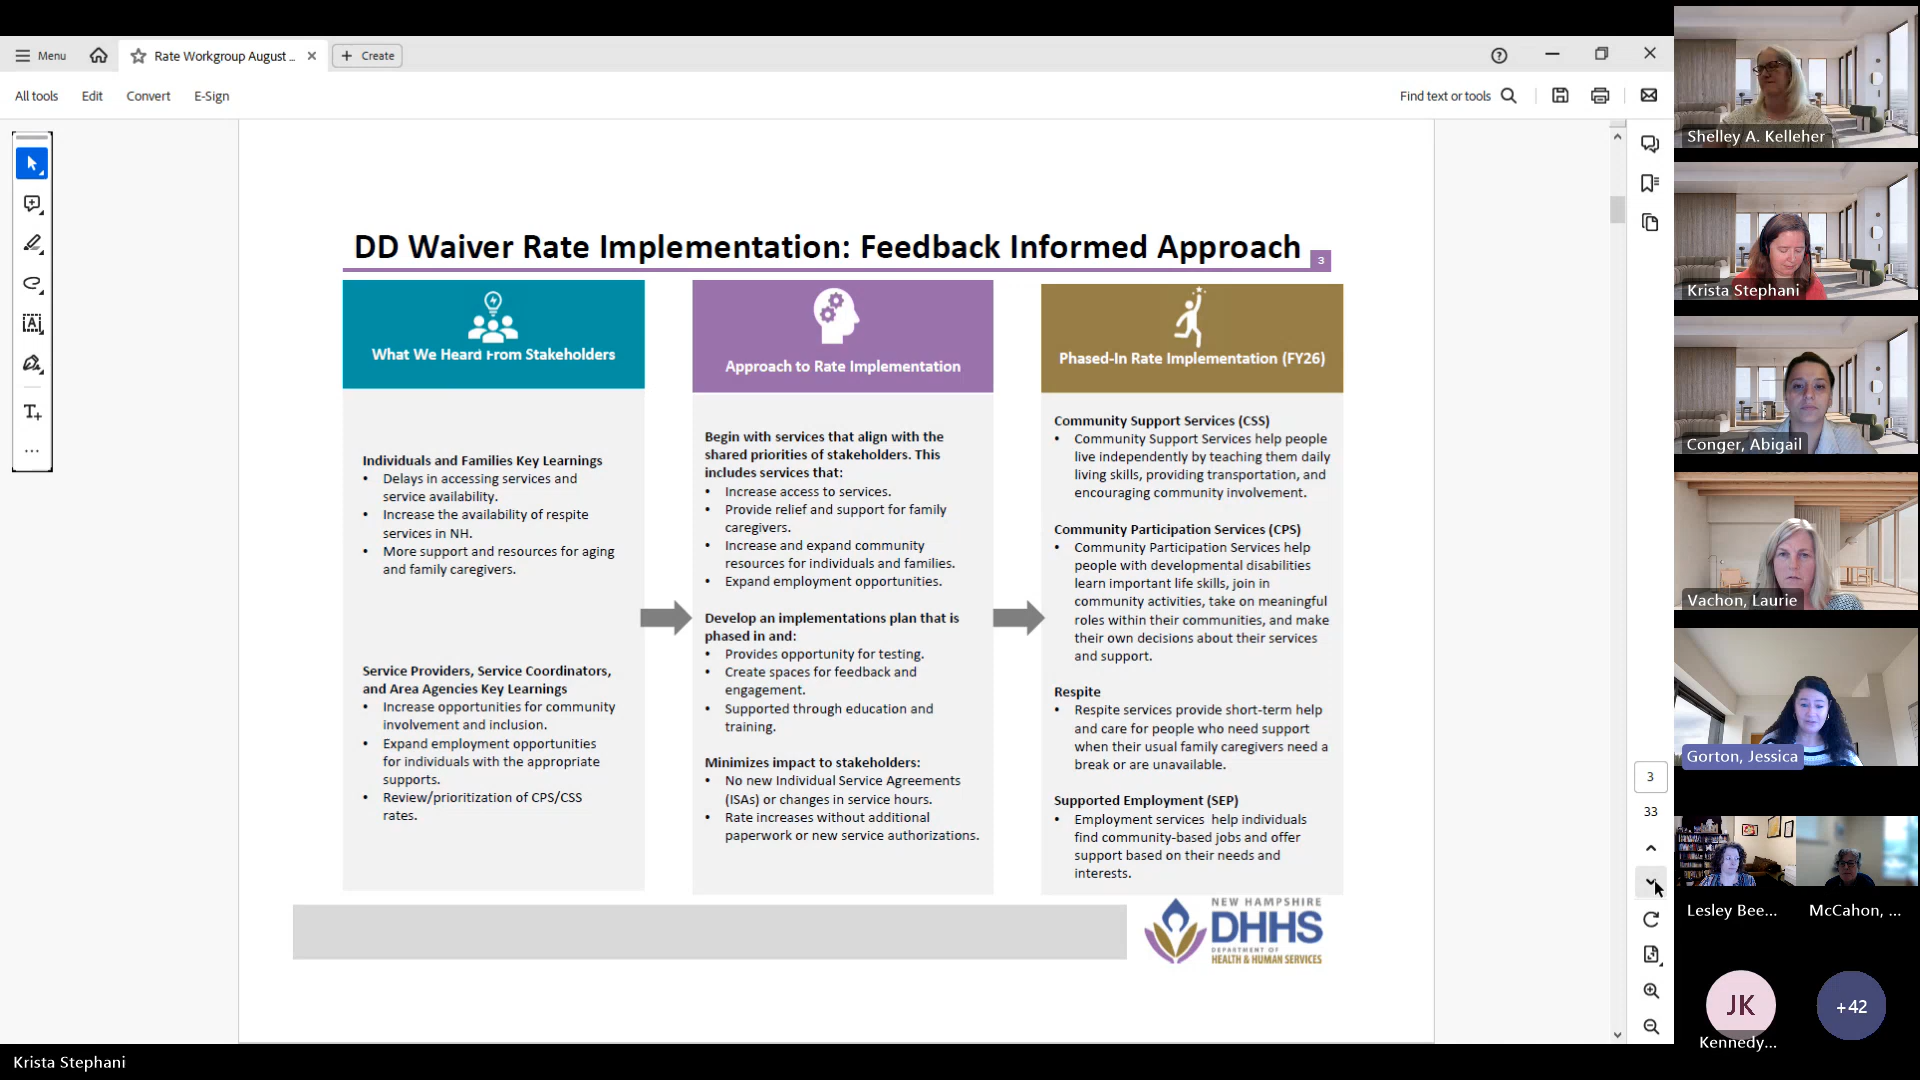 Menu
Rate Workgroup August ...
Create
All tools
Edit
Convert
E-Sign
Find text or tools
DD Waiver Rate Implementation: Feedback Informed Approach
3
What We Heard From Stakeholders
Individuals and Families Key Learnings
• Delays in accessing services and
service availability.
• Increase the availability of respite
services in NH.
• More support and resources for aging
and family caregivers.
Service Providers, Service Coordinators,
and Area Agencies Key Learnings
• Increase opportunities for community
involvement and inclusion.
• Expand employment opportunities
for individuals with the appropriate
supports.
• Review/prioritization of CPS/CSS
rates.
Approach to Rate Implementation
Begin with services that align with the
shared priorities of stakeholders. This
includes services that:
• Increase access to services.
• Provide relief and support for family
caregivers.
• Increase and expand community
resources for individuals and families.
• Expand employment opportunities.
Develop an implementations plan that is
phased in and:
• Provides opportunity for testing.
• Create spaces for feedback and
engagement.
• Supported through education and
training.
Minimizes impact to stakeholders:
• No new Individual Service Agreements
(ISAs) or changes in service hours.
• Rate increases without additional
paperwork or new service authorizations.
Phased-In Rate Implementation (FY26)
Community Support Services (CSS)
• Community Support Services help people
live independently by teaching them daily
living skills, providing transportation, and
encouraging community involvement.
Community Participation Services (CPS)
• Community Participation Services help
people with developmental disabilities
learn important life skills, join in
community activities, take on meaningful
roles within their communities, and make
their own decisions about their services
and support.
Respite
• Respite services provide short-term help
and care for people who need support
when their usual family caregivers need a
break or are unavailable.
Supported Employment (SEP)
• Employment services help individuals
find community-based jobs and offer
support based on their needs and
interests.
NEW HAMPSHIRE
DHHS
DEPARTMENT OF
HEALTH & HUMAN SERVICES
3
33
Shelley A. Kelleher
Krista Stephani
Conger, Abigail
Vachon, Laurie
Gorton, Jessica
Lesley Bee...
McCahon, ...
JK
Kennedy...
+42
Krista Stephani